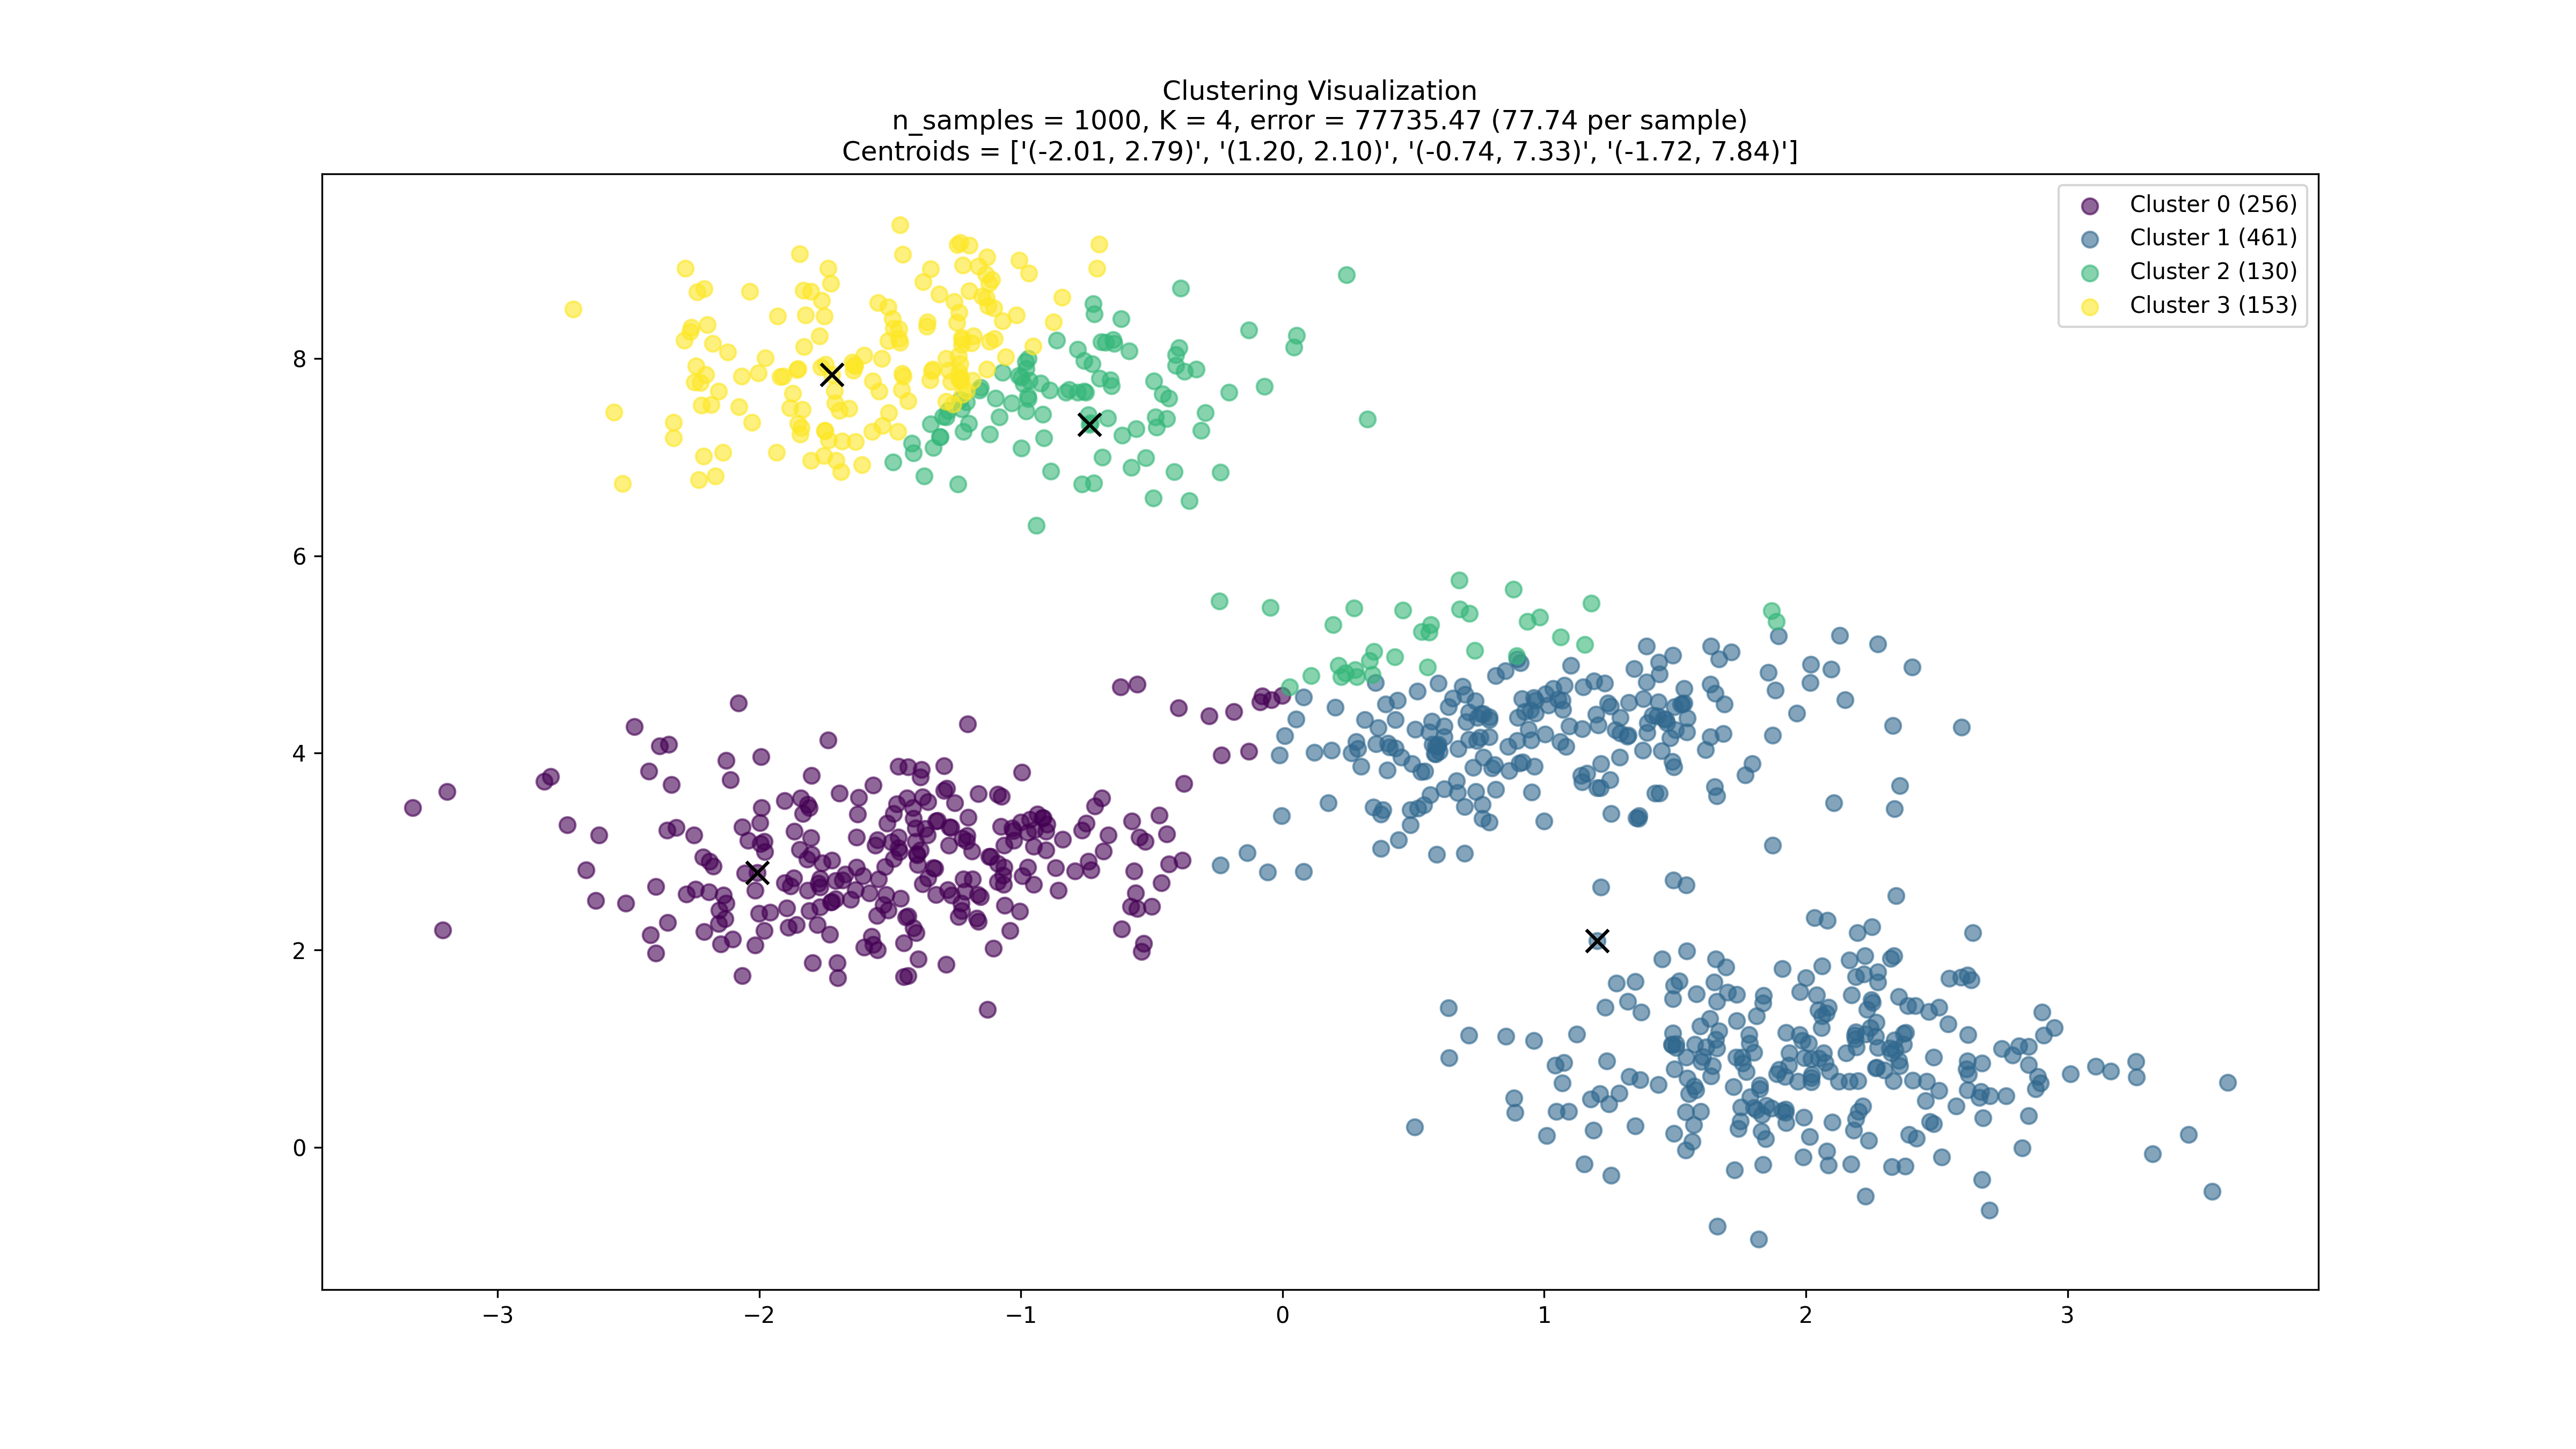 Clustering Visualization
n_samples = 1000, K = 4, error = 77735.47 (77.74 per sample)
Centroids = ['(-2.01, 2.79)', '(1.20, 2.10)', '(-0.74, 7.33)', '(-1.72, 7.84)']
Cluster 0 (256)
Cluster 1 (461)
Cluster 2 (130)
Cluster 3 (153)
8
6
4
2
0
−3 −2 −1 0 1 2 3